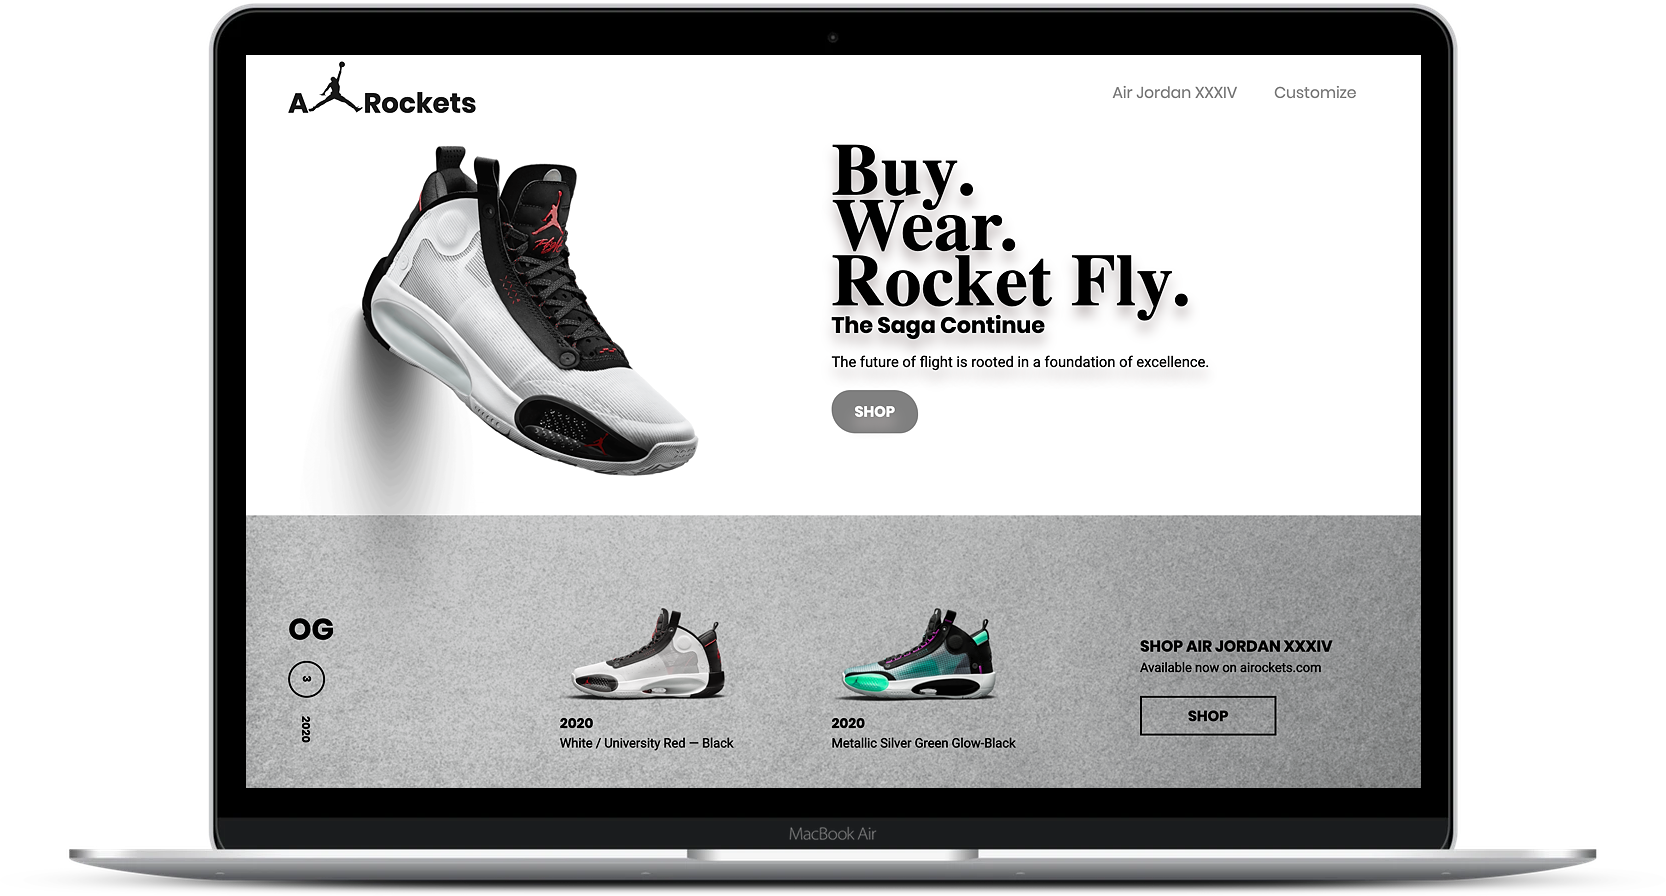 A Rockets
Air Jordan XXXIV
Customize
Buy.
Wear.
Rocket Fly.
The Saga Continue
The future of flight is rooted in a foundation of excellence.
SHOP
OG
3
2020
2020
White / University Red — Black
2020
Metallic Silver Green Glow-Black
SHOP AIR JORDAN XXXIV
Available now on airockets.com
SHOP
MacBook Air